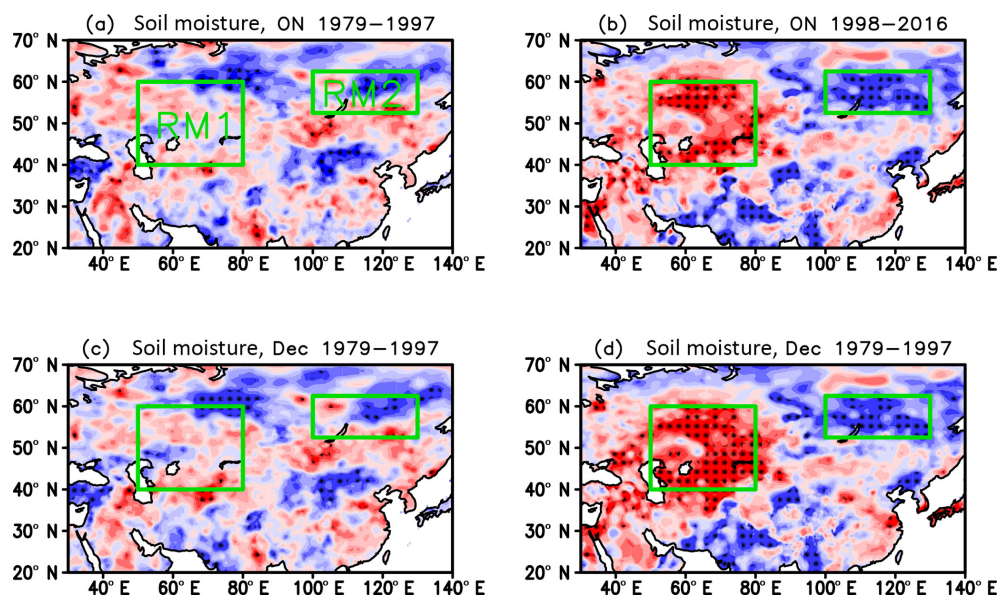 (a) Soil moisture, ON 1979−1997
70° N
60° N
50° N
40° N
30° N
20° N
RM1
RM2
40° E 60° E 80° E 100° E 120° E 140° E
(b) Soil moisture, ON 1998−2016
70° N
60° N
50° N
40° N
30° N
20° N
40° E 60° E 80° E 100° E 120° E 140° E
(c) Soil moisture, Dec 1979−1997
70° N
60° N
50° N
40° N
30° N
20° N
40° E 60° E 80° E 100° E 120° E 140° E
(d) Soil moisture, Dec 1979−1997
70° N
60° N
50° N
40° N
30° N
20° N
40° E 60° E 80° E 100° E 120° E 140° E